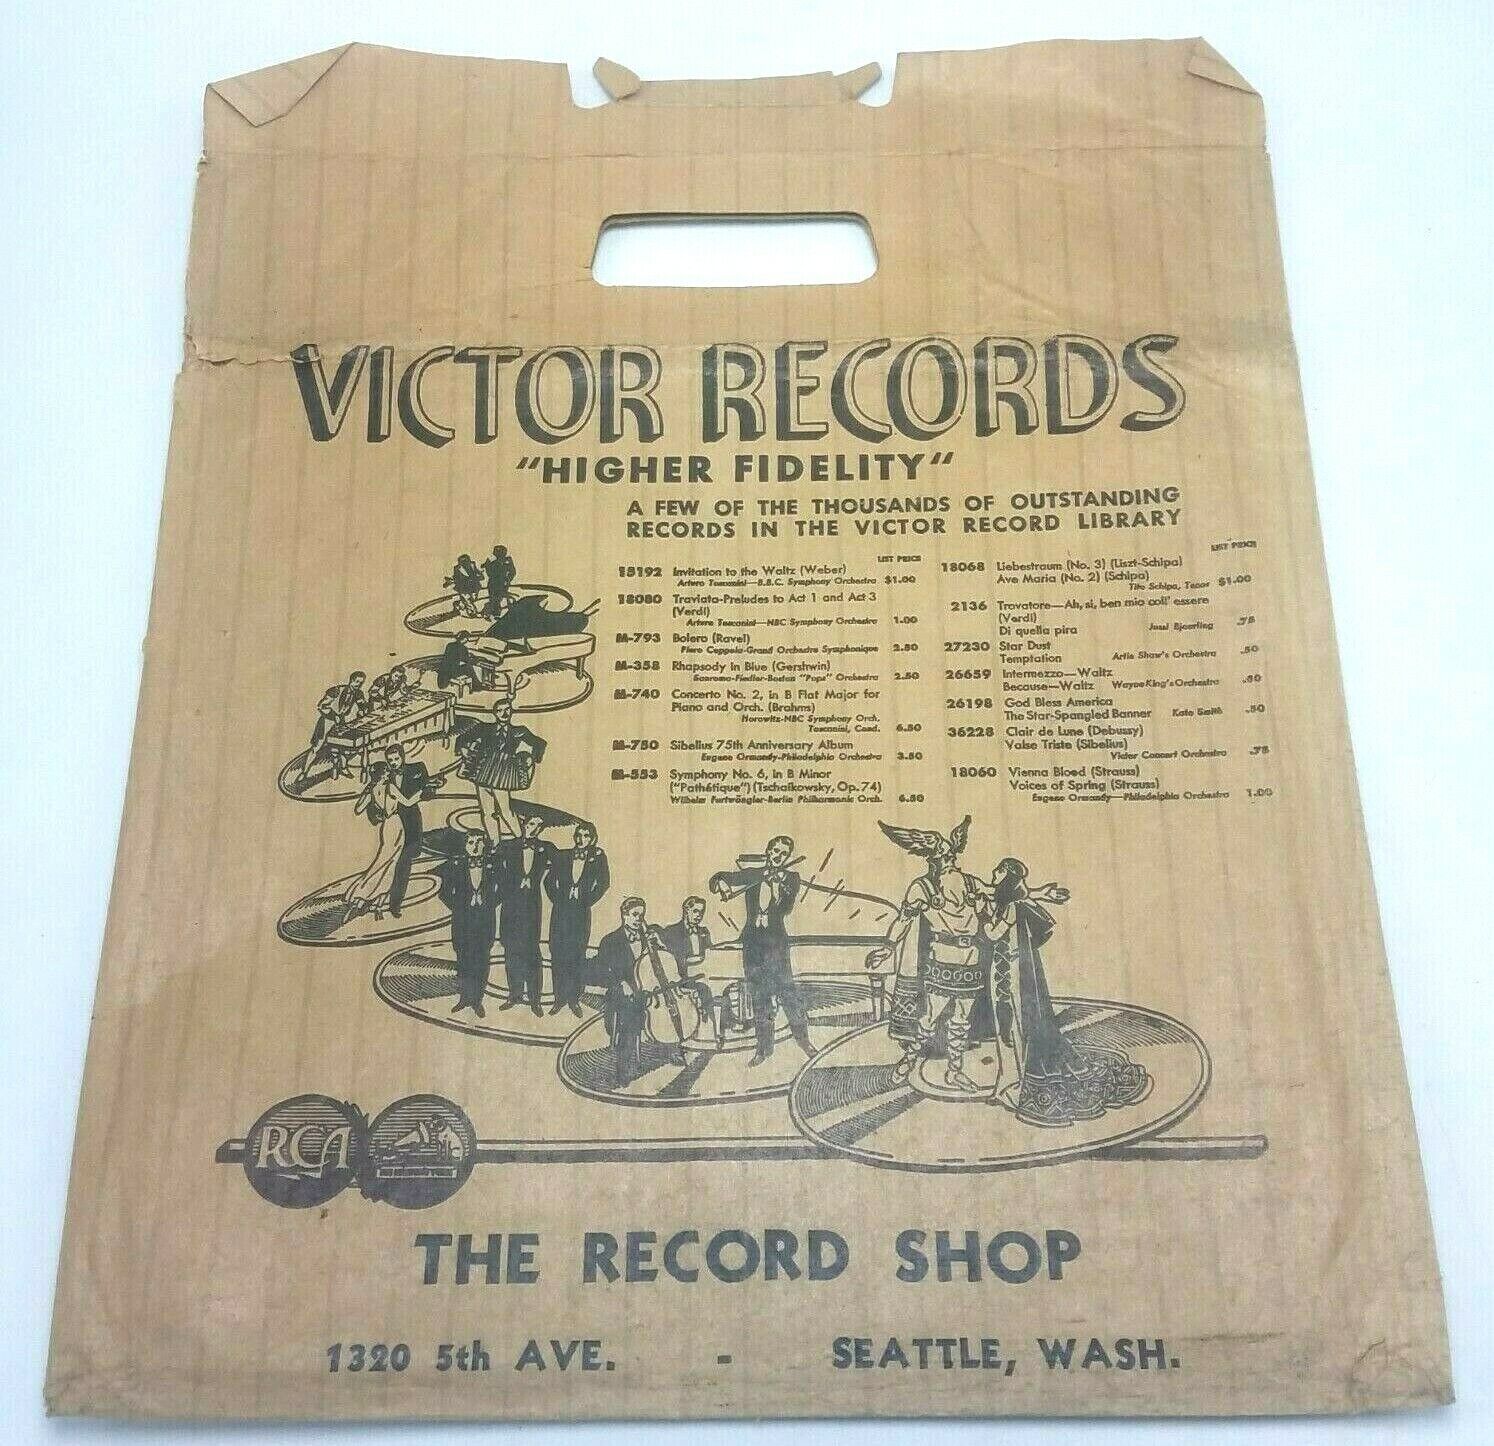 VICTOR RECORDS
"HIGHER FIDELITY"
A FEW OF THE THOUSANDS OF OUTSTANDING
RECORDS IN THE VICTOR RECORD LIBRARY
LIST PRICE
15192 Invitation to the Waltz (Weber)
Arturo Toscanini—B.B.C. Symphony Orchestra $1.00
18080 Traviata-Preludes to Act 1 and Act 3
(Verdi)
Arturo Toscanini—NBC Symphony Orchestra 1.00
M-793 Bolero (Ravel)
Piero Coppola-Grand Orchestre Symphonique 2.50
M-358 Rhapsody in Blue (Gershwin)
Sanroma-Fiedler-Boston "Pops" Orchestra 2.50
M-740 Concerto No. 2, in B Flat Major for
Piano and Orch. (Brahms)
Horowitz-NBC Symphony Orch.
Toscanini, Cond. 6.50
M-750 Sibelius 75th Anniversary Album
Eugene Ormandy-Philadelphia Orchestra 3.50
M-553 Symphony No. 6, in B Minor
("Pathétique") (Tschaikowsky, Op. 74)
Wilhelm Furtwängler-Berlin Philharmonic Orch. 6.50
LIST PRICE
18068 Liebestraum (No. 3) (Liszt-Schipa)
Ave Maria (No. 2) (Schipa)
Tito Schipa, Tenor $1.00
2136 Trovatore—Ah, si, ben mio coll' essere
(Verdi)
Di quella pira Jussi Bjoerling .75
27230 Star Dust
Temptation Artie Shaw's Orchestra .50
26659 Intermezzo—Waltz
Because—Waltz Wayne King's Orchestra .50
26198 God Bless America
The Star-Spangled Banner Kate Smith .50
36228 Clair de Lune (Debussy)
Valse Triste (Sibelius)
Victor Concert Orchestra .75
18060 Vienna Blood (Strauss)
Voices of Spring (Strauss)
Eugene Ormandy—Philadelphia Orchestra 1.00
RCA
THE RECORD SHOP
1320 5th AVE. - SEATTLE, WASH.